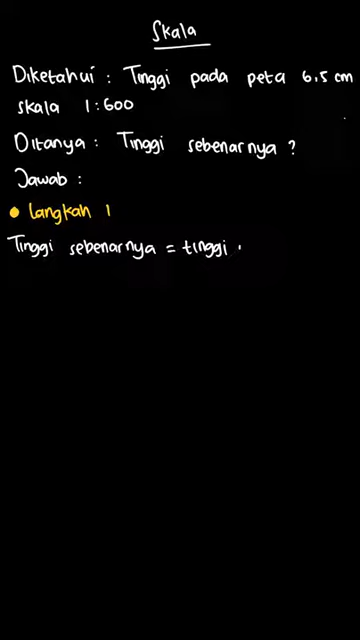 Skala
Diketahui : Tinggi pada peta 6,5 cm
skala 1 : 600
Ditanya : Tinggi sebenarnya ?
Jawab :
• Langkah 1
Tinggi sebenarnya = tinggi